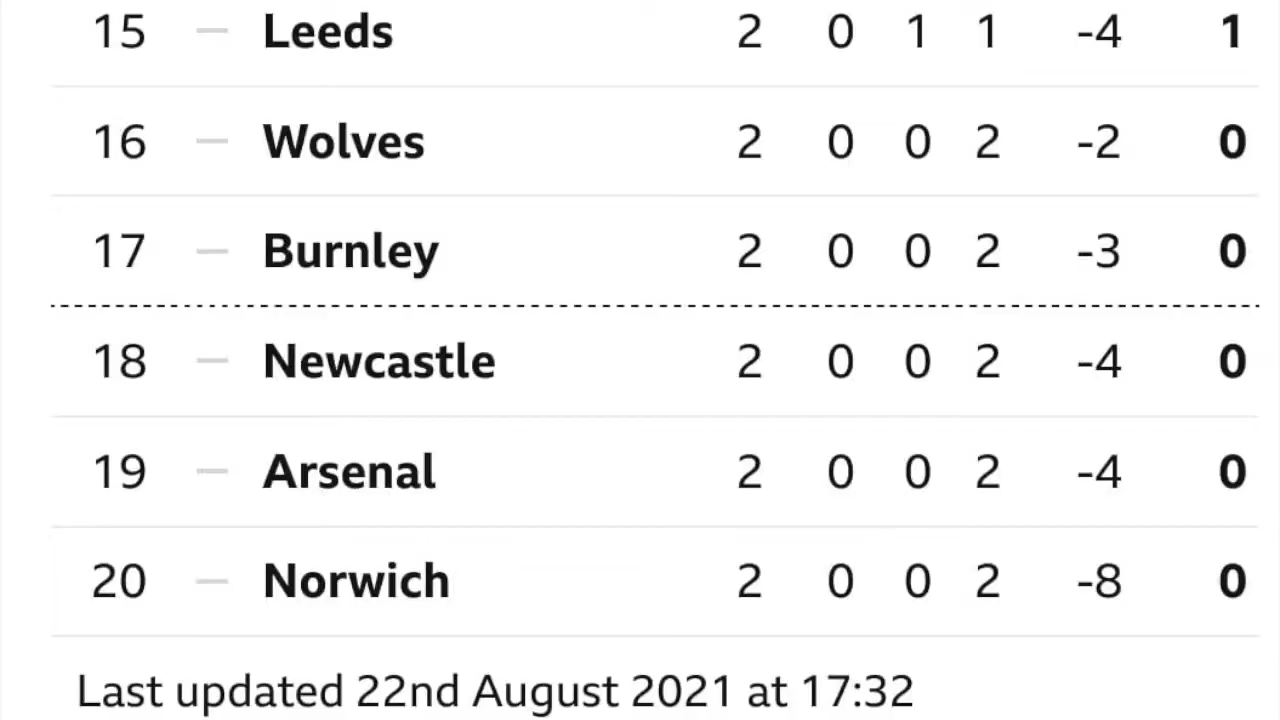 15 – Leeds 2 0 1 1 -4 1
16 – Wolves 2 0 0 2 -2 0
17 – Burnley 2 0 0 2 -3 0
18 – Newcastle 2 0 0 2 -4 0
19 – Arsenal 2 0 0 2 -4 0
20 – Norwich 2 0 0 2 -8 0
Last updated 22nd August 2021 at 17:32